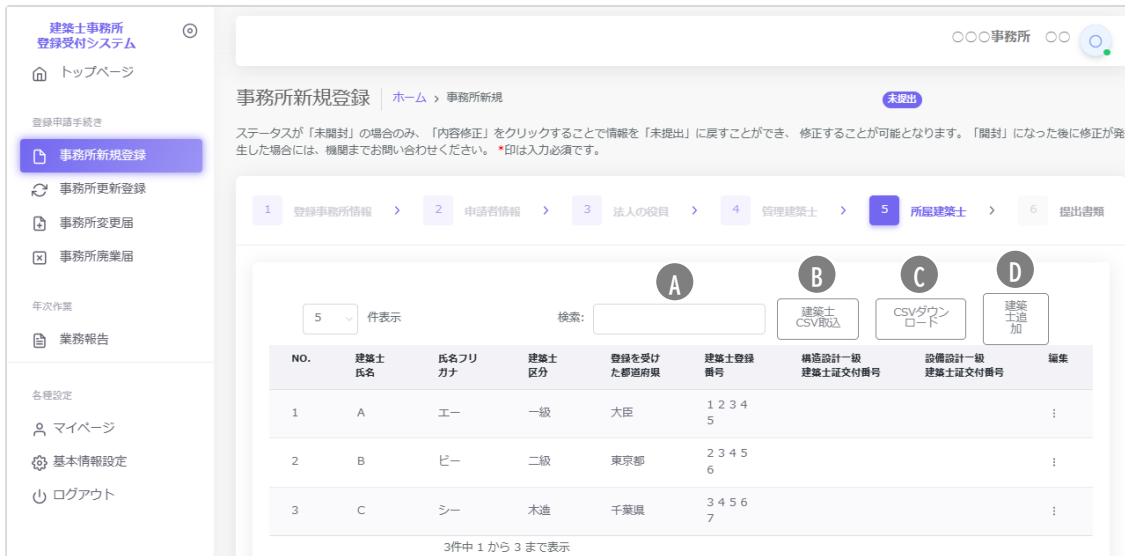 建築士事務所
登録受付システム
トップページ
登録申請手続き
事務所新規登録
事務所更新登録
事務所変更届
事務所廃業届
年次作業
業務報告
各種設定
マイページ
基本情報設定
ログアウト
○○○事務所 ○○ ○
事務所新規登録 ホーム > 事務所新規 未提出
ステータスが「未開封」の場合のみ、「内容修正」をクリックすることで情報を「未提出」に戻すことができ、 修正することが可能となります。「開封」になった後に修正が発
生した場合には、機関までお問い合わせください。 *印は入力必須です。
1 登録事務所情報 > 2 申請者情報 > 3 法人の役員 > 4 管理建築士 > 5 所属建築士 > 6 提出書類
A B C D
5 件表示 検索:
建築士
CSV取込
CSVダウン
ロード
建築
士追
加
NO. 建築士 氏名フリ 建築士 登録を受け 建築士登録 構造設計一級 設備設計一級 編集
氏名 ガナ 区分 た都道府県 番号 建築士証交付番号 建築士証交付番号
1 A エー 一級 大臣 1 2 3 4
5
2 B ビー 二級 東京都 2 3 4 5
6
3 C シー 木造 千葉県 3 4 5 6
7
3件中 1 から 3 まで表示